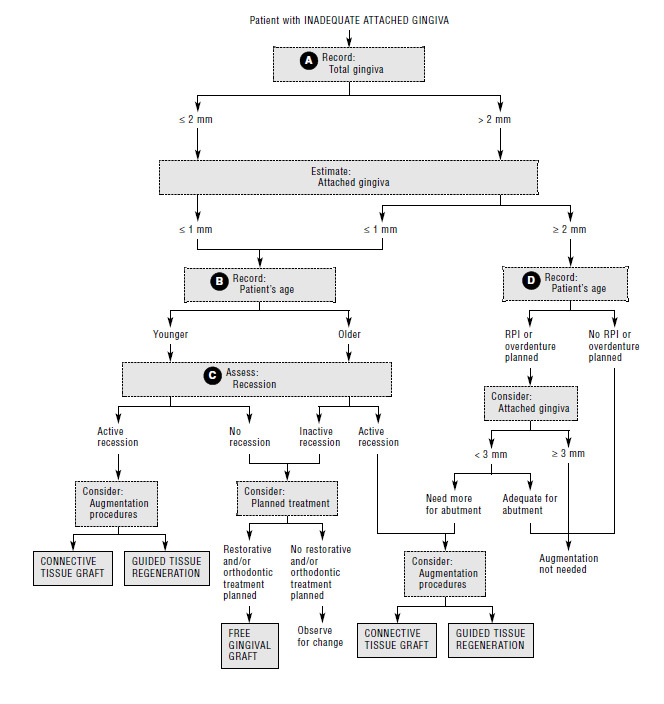 Patient with INADEQUATE ATTACHED GINGIVA
A Record:
Total gingiva
≤ 2 mm
> 2 mm
Estimate:
Attached gingiva
≤ 1 mm
≤ 1 mm
≥ 2 mm
B Record:
Patient's age
D Record:
Patient's age
Younger
Older
RPI or
overdenture
planned
No RPI or
overdenture
planned
C Assess:
Recession
Consider:
Attached gingiva
Active
recession
No
recession
Inactive
recession
Active
recession
< 3 mm
≥ 3 mm
Consider:
Augmentation
procedures
Consider:
Planned treatment
Need more
for abutment
Adequate for
abutment
CONNECTIVE
TISSUE GRAFT
GUIDED TISSUE
REGENERATION
Restorative
and/or
orthodontic
treatment
planned
No restorative
and/or
orthodontic
treatment
planned
Consider:
Augmentation
procedures
Augmentation
not needed
FREE
GINGIVAL
GRAFT
Observe
for change
CONNECTIVE
TISSUE GRAFT
GUIDED TISSUE
REGENERATION